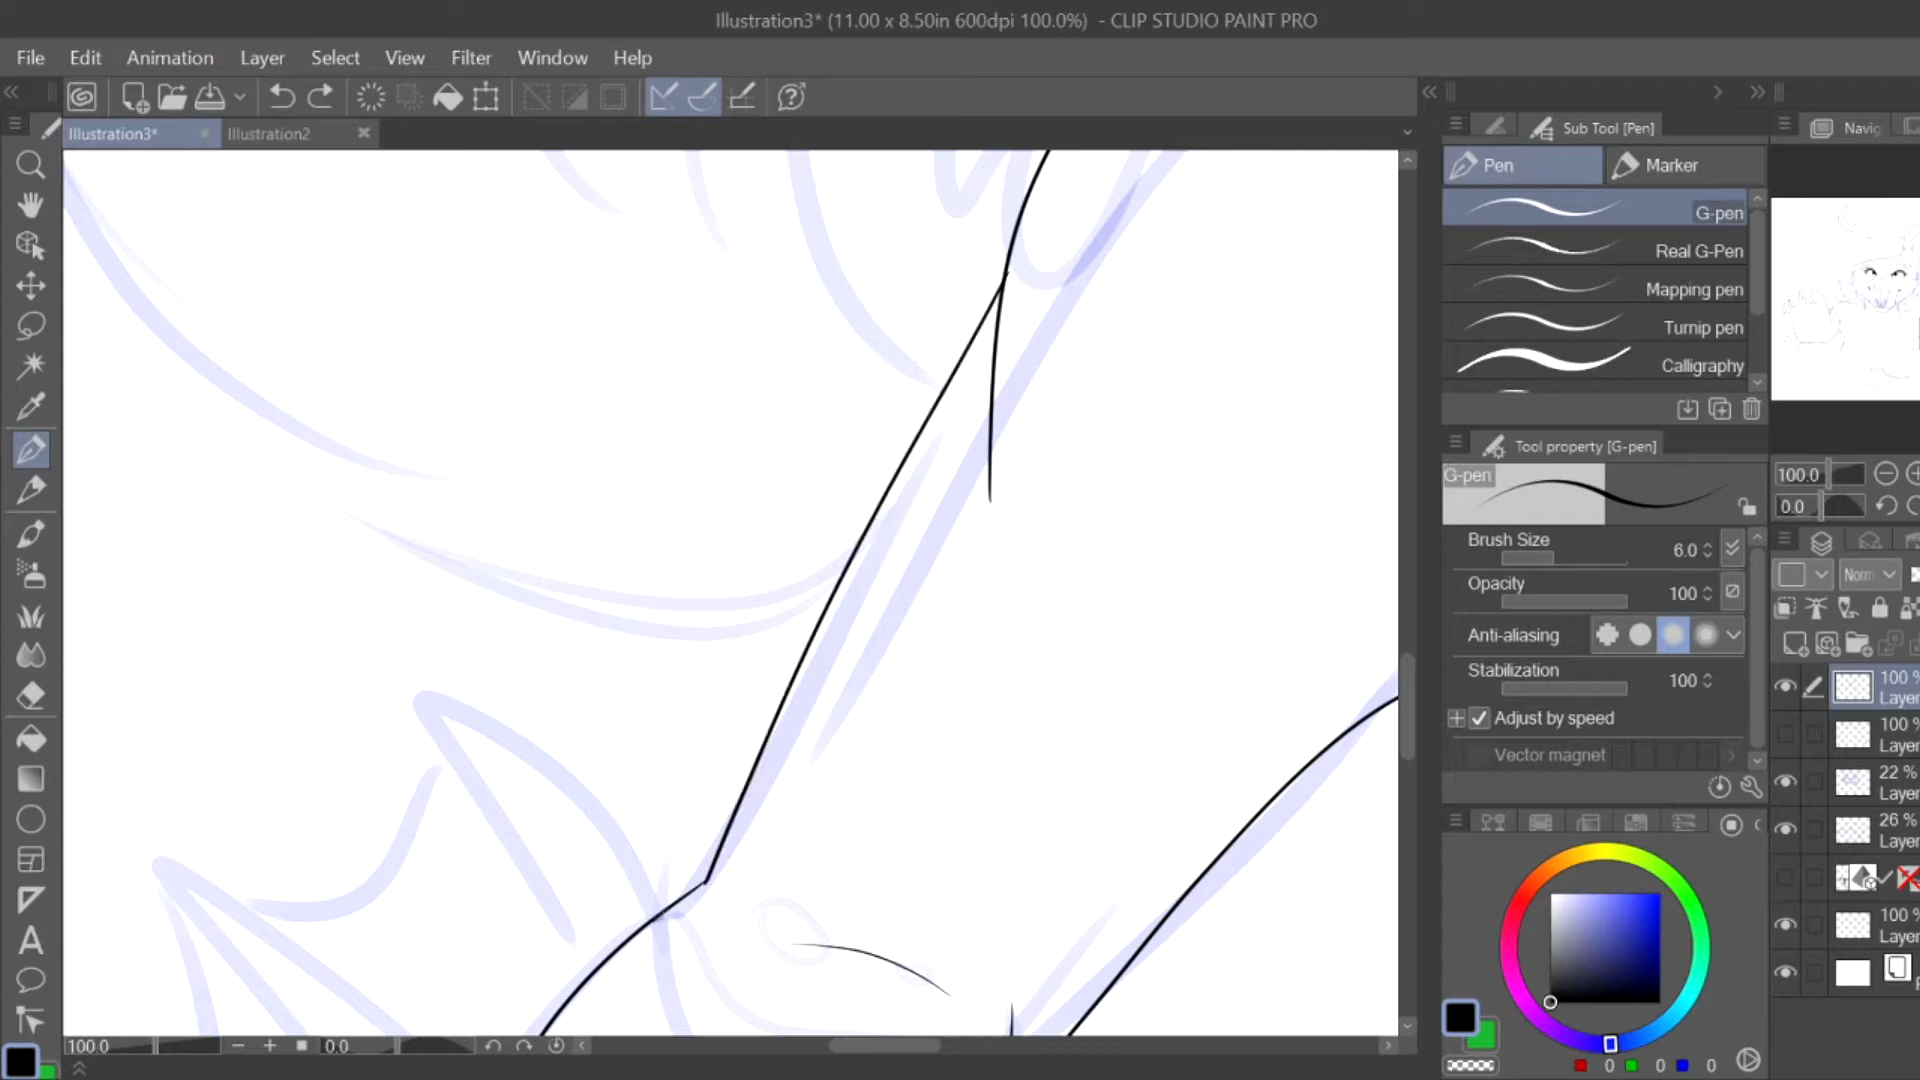 Illustration3* (11.00 x 8.50in 600dpi 100.0%) - CLIP STUDIO PAINT PRO
File Edit Animation Layer Select View Filter Window Help
Illustration3* Illustration2
Sub Tool [Pen]
Navig
Pen Marker
G-pen
Real G-Pen
Mapping pen
Turnip pen
Calligraphy
Tool property [G-pen]
G-pen
Brush Size 6.0
Opacity 100
Anti-aliasing
Stabilization 100
Adjust by speed
Vector magnet
100.0
0.0
Norm
100 %
Layer
100 %
Layer
22 %
Layer
26 %
Layer
100 %
Layer
0 0 0
100.0 0.0